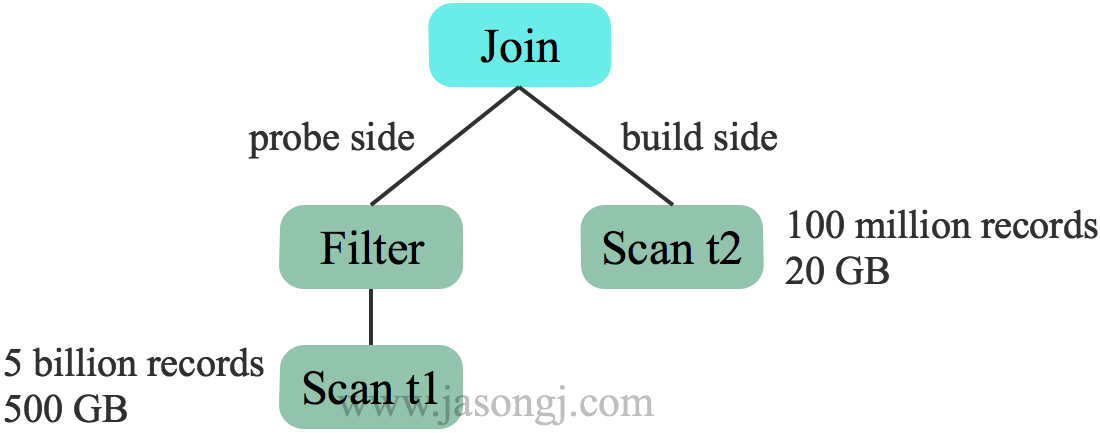 Join
probe side
build side
Filter
Scan t2
100 million records
20 GB
5 billion records
500 GB
Scan t1
www.jasongj.com